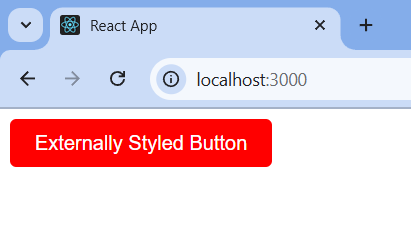 React App
localhost:3000
Externally Styled Button